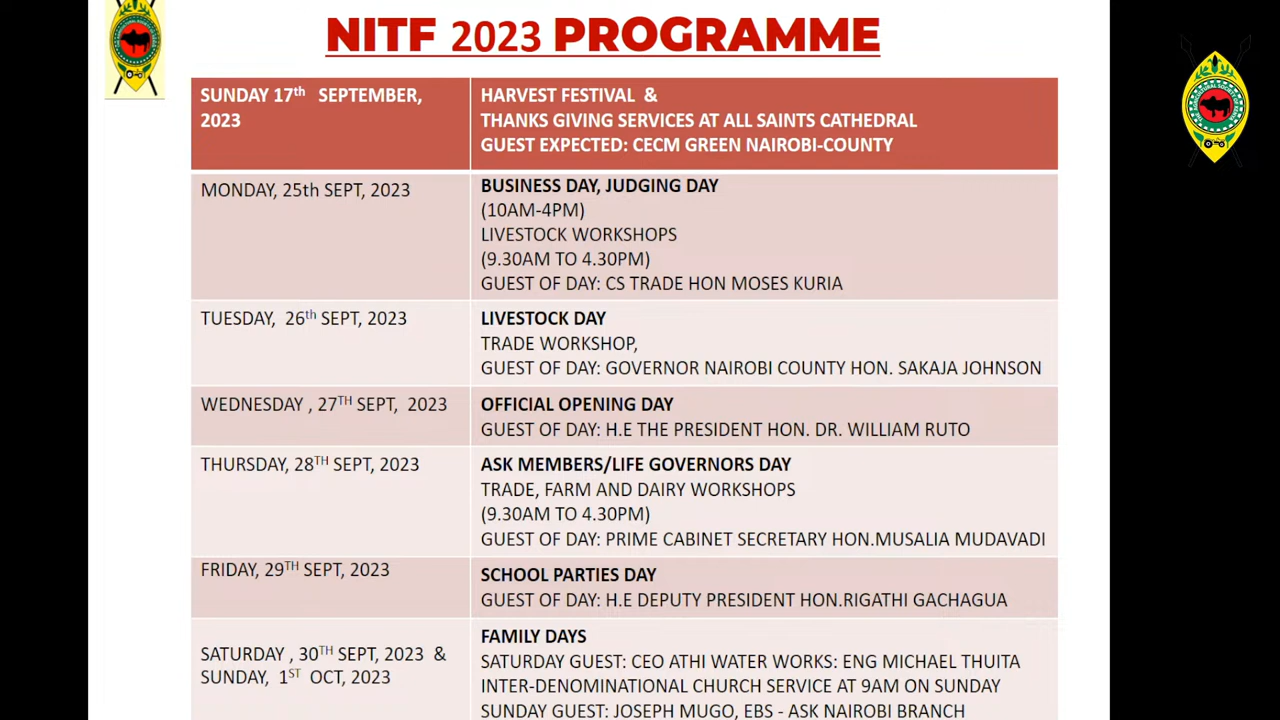 NITF 2023 PROGRAMME
SUNDAY 17th SEPTEMBER,
2023
HARVEST FESTIVAL &
THANKS GIVING SERVICES AT ALL SAINTS CATHEDRAL
GUEST EXPECTED: CECM GREEN NAIROBI-COUNTY
MONDAY, 25th SEPT, 2023
BUSINESS DAY, JUDGING DAY
(10AM-4PM)
LIVESTOCK WORKSHOPS
(9.30AM TO 4.30PM)
GUEST OF DAY: CS TRADE HON MOSES KURIA
TUESDAY, 26th SEPT, 2023
LIVESTOCK DAY
TRADE WORKSHOP,
GUEST OF DAY: GOVERNOR NAIROBI COUNTY HON. SAKAJA JOHNSON
WEDNESDAY , 27TH SEPT, 2023
OFFICIAL OPENING DAY
GUEST OF DAY: H.E THE PRESIDENT HON. DR. WILLIAM RUTO
THURSDAY, 28TH SEPT, 2023
ASK MEMBERS/LIFE GOVERNORS DAY
TRADE, FARM AND DAIRY WORKSHOPS
(9.30AM TO 4.30PM)
GUEST OF DAY: PRIME CABINET SECRETARY HON.MUSALIA MUDAVADI
FRIDAY, 29TH SEPT, 2023
SCHOOL PARTIES DAY
GUEST OF DAY: H.E DEPUTY PRESIDENT HON.RIGATHI GACHAGUA
SATURDAY , 30TH SEPT, 2023 &
SUNDAY, 1ST OCT, 2023
FAMILY DAYS
SATURDAY GUEST: CEO ATHI WATER WORKS: ENG MICHAEL THUITA
INTER-DENOMINATIONAL CHURCH SERVICE AT 9AM ON SUNDAY
SUNDAY GUEST: JOSEPH MUGO, EBS - ASK NAIROBI BRANCH